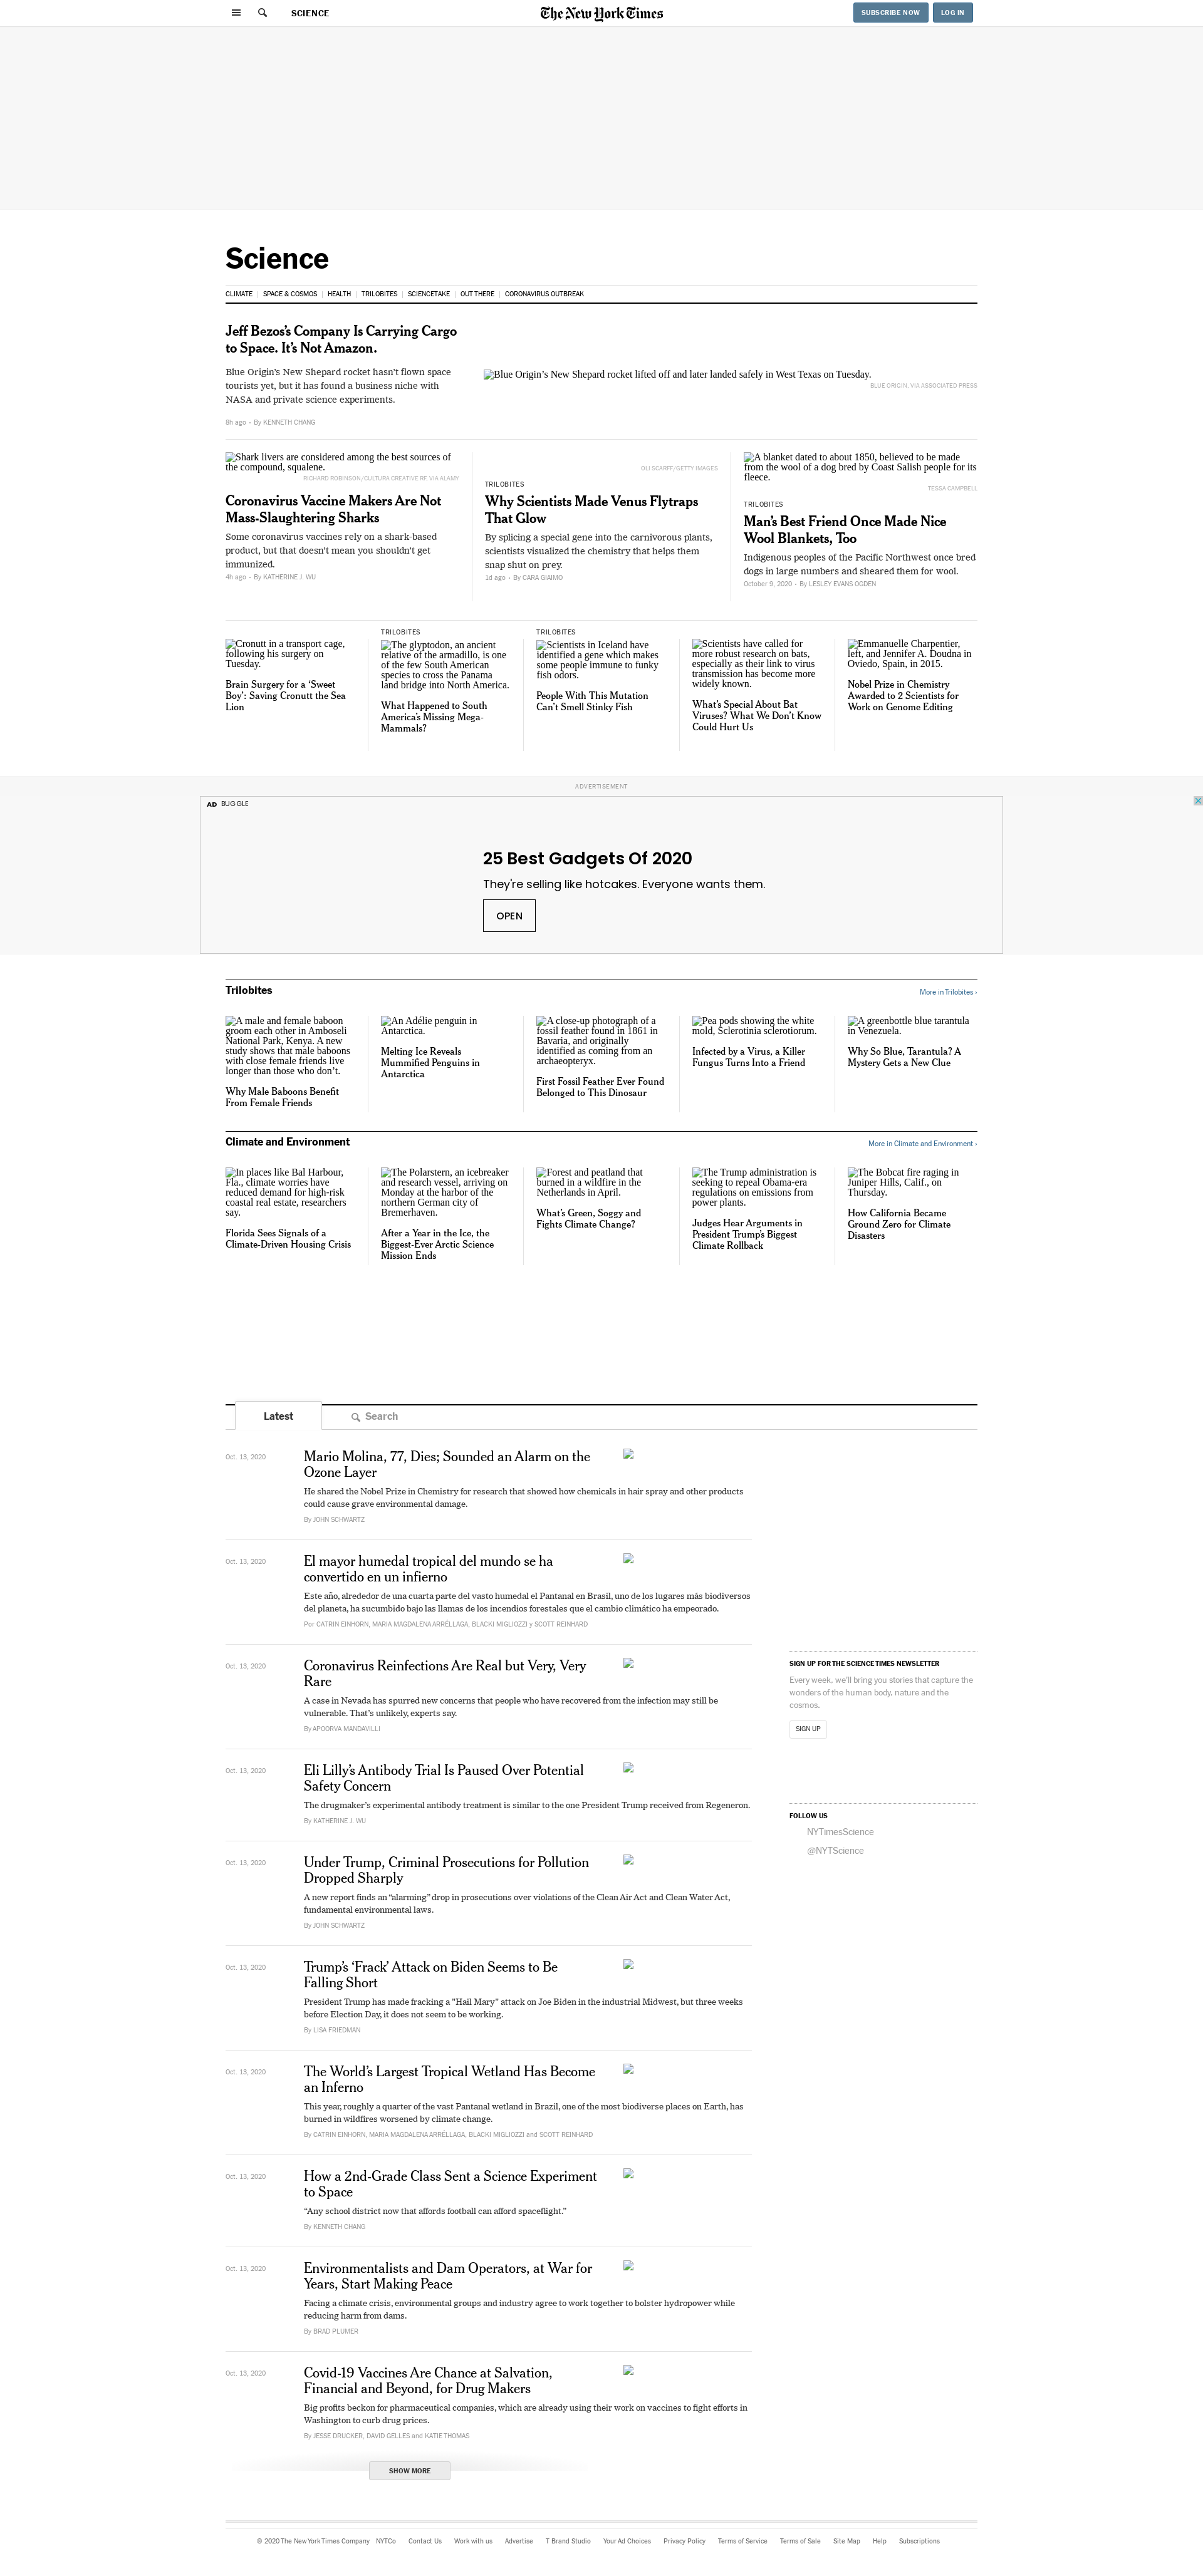 SCIENCE
The New York Times
SUBSCRIBE NOW
LOG IN
Science
CLIMATE
SPACE & COSMOS
HEALTH
TRILOBITES
SCIENCETAKE
OUT THERE
CORONAVIRUS OUTBREAK
Jeff Bezos’s Company Is Carrying Cargo
to Space. It’s Not Amazon.
Blue Origin’s New Shepard rocket hasn’t flown space
tourists yet, but it has found a business niche with
NASA and private science experiments.
8h ago • By KENNETH CHANG
Blue Origin’s New Shepard rocket lifted off and later landed safely in West Texas on Tuesday.
BLUE ORIGIN, VIA ASSOCIATED PRESS
Shark livers are considered among the best sources of
the compound, squalene.
RICHARD ROBINSON/CULTURA CREATIVE RF, VIA ALAMY
Coronavirus Vaccine Makers Are Not
Mass-Slaughtering Sharks
Some coronavirus vaccines rely on a shark-based
product, but that doesn’t mean you shouldn’t get
immunized.
4h ago • By KATHERINE J. WU
OLI SCARFF/GETTY IMAGES
TRILOBITES
Why Scientists Made Venus Flytraps
That Glow
By splicing a special gene into the carnivorous plants,
scientists visualized the chemistry that helps them
snap shut on prey.
1d ago • By CARA GIAIMO
A blanket dated to about 1850, believed to be made
from the wool of a dog bred by Coast Salish people for its
fleece.
TESSA CAMPBELL
TRILOBITES
Man’s Best Friend Once Made Nice
Wool Blankets, Too
Indigenous peoples of the Pacific Northwest once bred
dogs in large numbers and sheared them for wool.
October 9, 2020 • By LESLEY EVANS OGDEN
Cronutt in a transport cage,
following his surgery on
Tuesday.
Brain Surgery for a ‘Sweet
Boy’: Saving Cronutt the Sea
Lion
TRILOBITES
The glyptodon, an ancient
relative of the armadillo, is one
of the few South American
species to cross the Panama
land bridge into North America.
What Happened to South
America’s Missing Mega-
Mammals?
TRILOBITES
Scientists in Iceland have
identified a gene which makes
some people immune to funky
fish odors.
People With This Mutation
Can’t Smell Stinky Fish
Scientists have called for
more robust research on bats,
especially as their link to virus
transmission has become more
widely known.
What’s Special About Bat
Viruses? What We Don’t Know
Could Hurt Us
Emmanuelle Charpentier,
left, and Jennifer A. Doudna in
Oviedo, Spain, in 2015.
Nobel Prize in Chemistry
Awarded to 2 Scientists for
Work on Genome Editing
ADVERTISEMENT
AD BUGGLE
25 Best Gadgets Of 2020
They're selling like hotcakes. Everyone wants them.
OPEN
Trilobites
More in Trilobites ›
A male and female baboon
groom each other in Amboseli
National Park, Kenya. A new
study shows that male baboons
with close female friends live
longer than those who don’t.
Why Male Baboons Benefit
From Female Friends
An Adélie penguin in
Antarctica.
Melting Ice Reveals
Mummified Penguins in
Antarctica
A close-up photograph of a
fossil feather found in 1861 in
Bavaria, and originally
identified as coming from an
archaeopteryx.
First Fossil Feather Ever Found
Belonged to This Dinosaur
Pea pods showing the white
mold, Sclerotinia sclerotiorum.
Infected by a Virus, a Killer
Fungus Turns Into a Friend
A greenbottle blue tarantula
in Venezuela.
Why So Blue, Tarantula? A
Mystery Gets a New Clue
Climate and Environment
More in Climate and Environment ›
In places like Bal Harbour,
Fla., climate worries have
reduced demand for high-risk
coastal real estate, researchers
say.
Florida Sees Signals of a
Climate-Driven Housing Crisis
The Polarstern, an icebreaker
and research vessel, arriving on
Monday at the harbor of the
northern German city of
Bremerhaven.
After a Year in the Ice, the
Biggest-Ever Arctic Science
Mission Ends
Forest and peatland that
burned in a wildfire in the
Netherlands in April.
What’s Green, Soggy and
Fights Climate Change?
The Trump administration is
seeking to repeal Obama-era
regulations on emissions from
power plants.
Judges Hear Arguments in
President Trump’s Biggest
Climate Rollback
The Bobcat fire raging in
Juniper Hills, Calif., on
Thursday.
How California Became
Ground Zero for Climate
Disasters
Latest
Search
Oct. 13, 2020
Mario Molina, 77, Dies; Sounded an Alarm on the
Ozone Layer
He shared the Nobel Prize in Chemistry for research that showed how chemicals in hair spray and other products
could cause grave environmental damage.
By JOHN SCHWARTZ
Oct. 13, 2020
El mayor humedal tropical del mundo se ha
convertido en un infierno
Este año, alrededor de una cuarta parte del vasto humedal el Pantanal en Brasil, uno de los lugares más biodiversos
del planeta, ha sucumbido bajo las llamas de los incendios forestales que el cambio climático ha empeorado.
Por CATRIN EINHORN, MARIA MAGDALENA ARRÉLLAGA, BLACKI MIGLIOZZI y SCOTT REINHARD
Oct. 13, 2020
Coronavirus Reinfections Are Real but Very, Very
Rare
A case in Nevada has spurred new concerns that people who have recovered from the infection may still be
vulnerable. That’s unlikely, experts say.
By APOORVA MANDAVILLI
Oct. 13, 2020
Eli Lilly’s Antibody Trial Is Paused Over Potential
Safety Concern
The drugmaker’s experimental antibody treatment is similar to the one President Trump received from Regeneron.
By KATHERINE J. WU
Oct. 13, 2020
Under Trump, Criminal Prosecutions for Pollution
Dropped Sharply
A new report finds an “alarming” drop in prosecutions over violations of the Clean Air Act and Clean Water Act,
fundamental environmental laws.
By JOHN SCHWARTZ
Oct. 13, 2020
Trump’s ‘Frack’ Attack on Biden Seems to Be
Falling Short
President Trump has made fracking a “Hail Mary” attack on Joe Biden in the industrial Midwest, but three weeks
before Election Day, it does not seem to be working.
By LISA FRIEDMAN
Oct. 13, 2020
The World’s Largest Tropical Wetland Has Become
an Inferno
This year, roughly a quarter of the vast Pantanal wetland in Brazil, one of the most biodiverse places on Earth, has
burned in wildfires worsened by climate change.
By CATRIN EINHORN, MARIA MAGDALENA ARRÉLLAGA, BLACKI MIGLIOZZI and SCOTT REINHARD
Oct. 13, 2020
How a 2nd-Grade Class Sent a Science Experiment
to Space
“Any school district now that affords football can afford spaceflight.”
By KENNETH CHANG
Oct. 13, 2020
Environmentalists and Dam Operators, at War for
Years, Start Making Peace
Facing a climate crisis, environmental groups and industry agree to work together to bolster hydropower while
reducing harm from dams.
By BRAD PLUMER
Oct. 13, 2020
Covid-19 Vaccines Are Chance at Salvation,
Financial and Beyond, for Drug Makers
Big profits beckon for pharmaceutical companies, which are already using their work on vaccines to fight efforts in
Washington to curb drug prices.
By JESSE DRUCKER, DAVID GELLES and KATIE THOMAS
SHOW MORE
SIGN UP FOR THE SCIENCE TIMES NEWSLETTER
Every week, we’ll bring you stories that capture the
wonders of the human body, nature and the
cosmos.
SIGN UP
FOLLOW US
NYTimesScience
@NYTScience
© 2020 The New York Times Company
NYTCo
Contact Us
Work with us
Advertise
T Brand Studio
Your Ad Choices
Privacy Policy
Terms of Service
Terms of Sale
Site Map
Help
Subscriptions